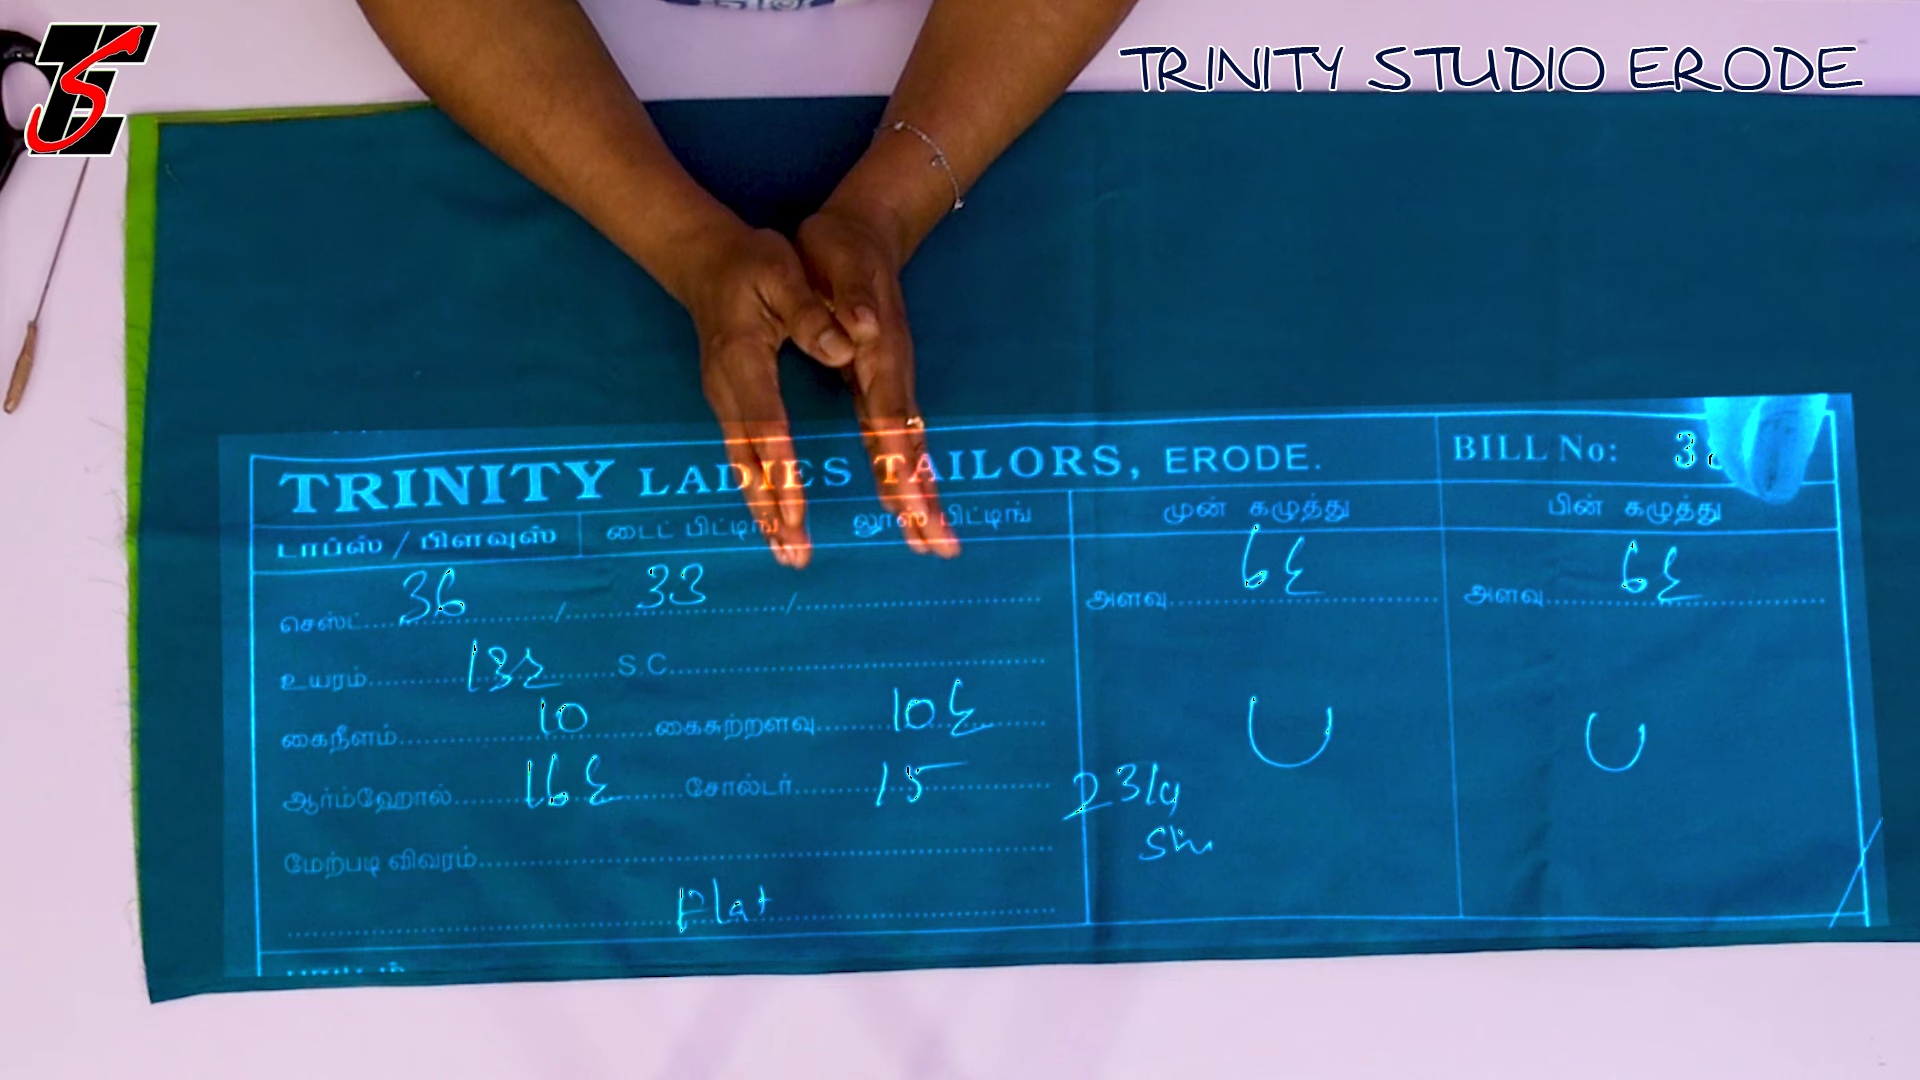 TRINITY STUDIO ERODE
TRINITY LADIES TAILORS, ERODE. BILL No:
டாப்ஸ் / பிளவுஸ் டைட் பிட்டிங் லூஸ் பிட்டிங் முன் கழுத்து பின் கழுத்து
செஸ்ட் 36 / 33 / அளவு 6½ அளவு 6½
உயரம் 13½ S.C.
கைநீளம் 10 கைசுற்றளவு 10½
ஆர்ம்ஹோல் 16½ சோல்டர் 15 2 3/4
மேற்படி விவரம்
Plat